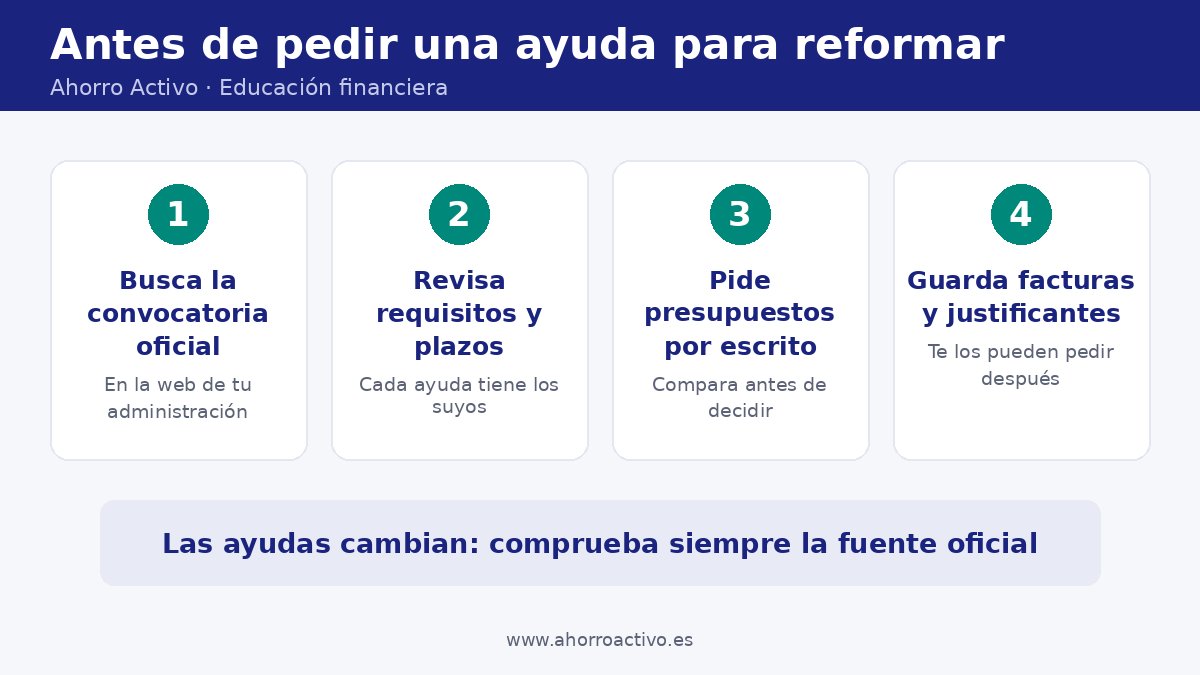 Antes de pedir una ayuda para reformar
Ahorro Activo · Educación financiera
1
Busca la
convocatoria
oficial
En la web de tu
administración
2
Revisa
requisitos y
plazos
Cada ayuda tiene los
suyos
3
Pide
presupuestos
por escrito
Compara antes de
decidir
4
Guarda facturas
y justificantes
Te los pueden pedir
después
Las ayudas cambian: comprueba siempre la fuente oficial
www.ahorroactivo.es